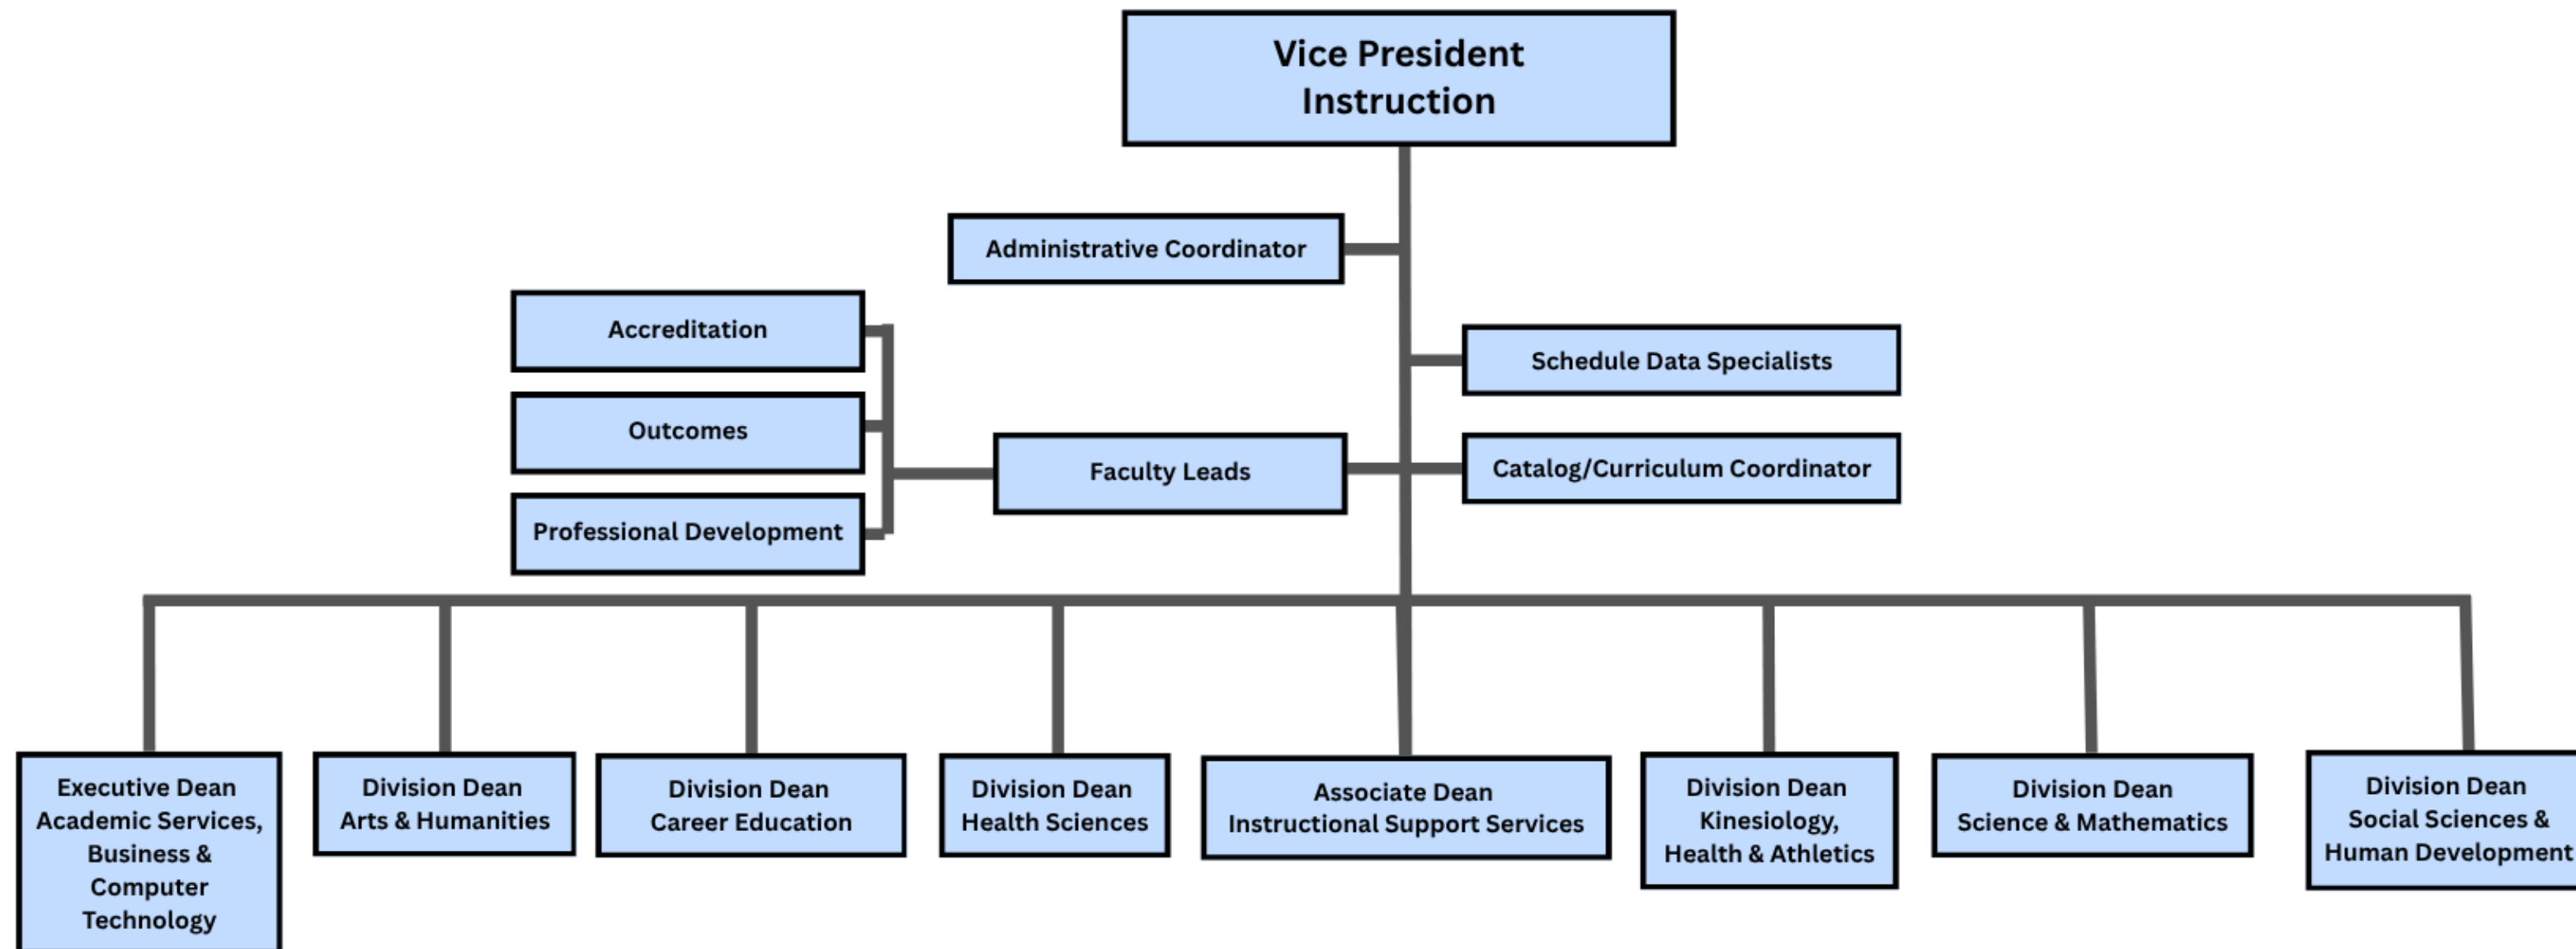 Vice President
Instruction
Administrative Coordinator
Accreditation
Schedule Data Specialists
Outcomes
Faculty Leads
Catalog/Curriculum Coordinator
Professional Development
Executive Dean
Academic Services,
Business &
Computer
Technology
Division Dean
Arts & Humanities
Division Dean
Career Education
Division Dean
Health Sciences
Associate Dean
Instructional Support Services
Division Dean
Kinesiology,
Health & Athletics
Division Dean
Science & Mathematics
Division Dean
Social Sciences &
Human Development